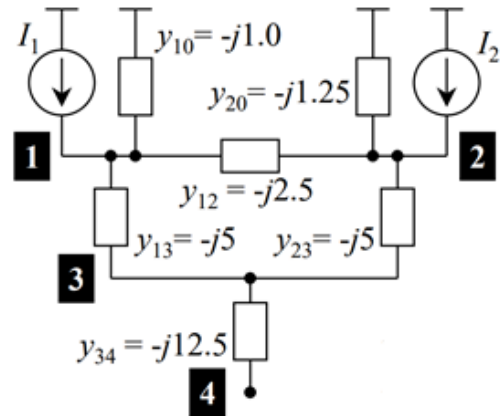 I₁
y₁₀= -j1.0
I₂
y₂₀= -j1.25
1
2
y₁₂ = -j2.5
y₁₃= -j5
y₂₃= -j5
3
y₃₄= -j12.5
4